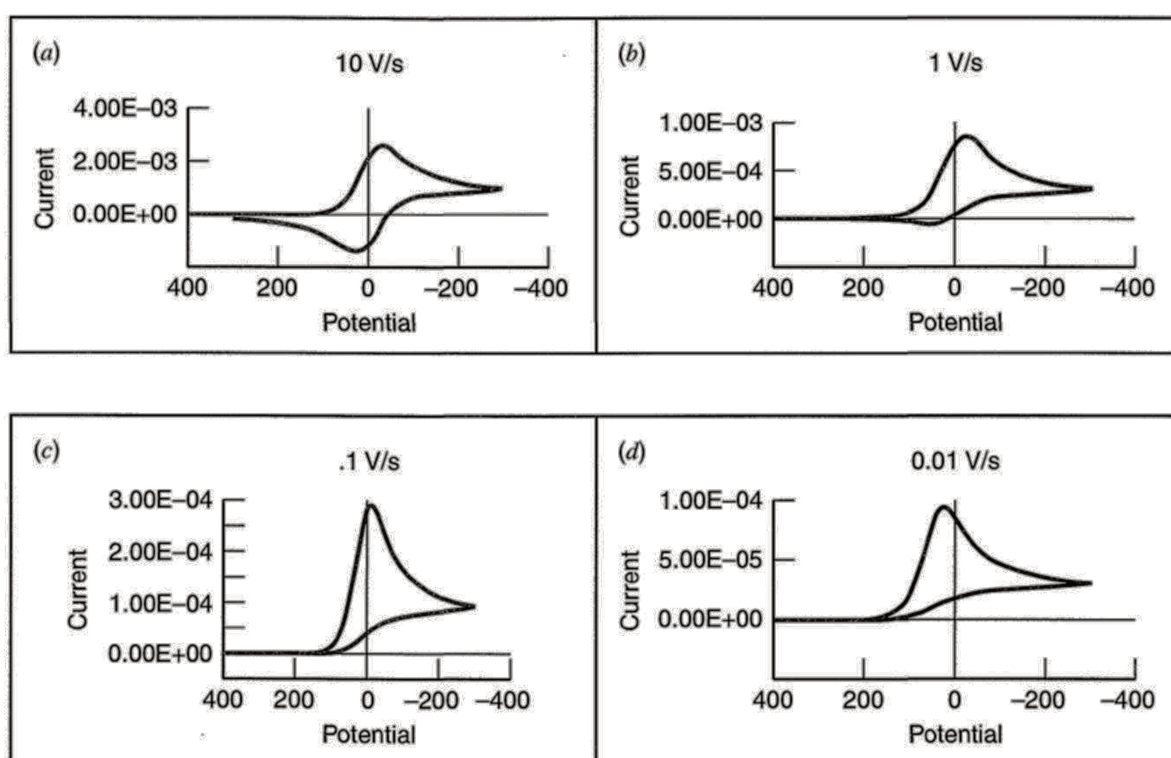 (a)
10 V/s
4.00E–03
2.00E–03
0.00E+00
Current
400 200 0 –200 –400
Potential
(b)
1 V/s
1.00E–03
5.00E–04
0.00E+00
Current
400 200 0 –200 –400
Potential
(c)
.1 V/s
3.00E–04
2.00E–04
1.00E–04
0.00E+00
Current
400 200 0 –200 –400
Potential
(d)
0.01 V/s
1.00E–04
5.00E–05
0.00E+00
Current
400 200 0 –200 –400
Potential